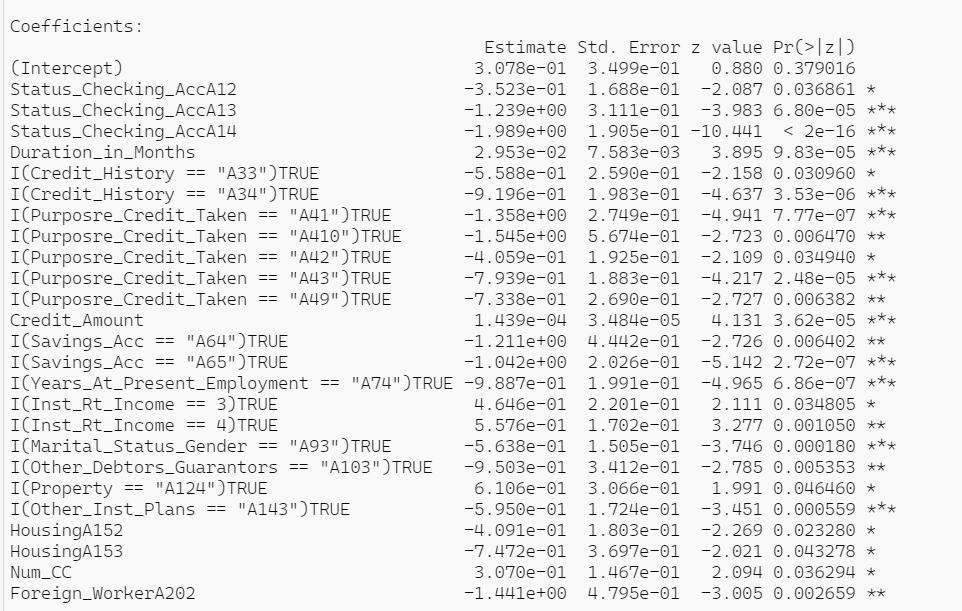 Coefficients:
Estimate Std. Error z value Pr(>|z|)
(Intercept) 3.078e-01 3.499e-01 0.880 0.379016
Status_Checking_AccA12 -3.523e-01 1.688e-01 -2.087 0.036861 *
Status_Checking_AccA13 -1.239e+00 3.111e-01 -3.983 6.80e-05 ***
Status_Checking_AccA14 -1.989e+00 1.905e-01 -10.441 < 2e-16 ***
Duration_in_Months 2.953e-02 7.583e-03 3.895 9.83e-05 ***
I(Credit_History == "A33")TRUE -5.588e-01 2.590e-01 -2.158 0.030960 *
I(Credit_History == "A34")TRUE -9.196e-01 1.983e-01 -4.637 3.53e-06 ***
I(Purposre_Credit_Taken == "A41")TRUE -1.358e+00 2.749e-01 -4.941 7.77e-07 ***
I(Purposre_Credit_Taken == "A410")TRUE -1.545e+00 5.674e-01 -2.723 0.006470 **
I(Purposre_Credit_Taken == "A42")TRUE -4.059e-01 1.925e-01 -2.109 0.034940 *
I(Purposre_Credit_Taken == "A43")TRUE -7.939e-01 1.883e-01 -4.217 2.48e-05 ***
I(Purposre_Credit_Taken == "A49")TRUE -7.338e-01 2.690e-01 -2.727 0.006382 **
Credit_Amount 1.439e-04 3.484e-05 4.131 3.62e-05 ***
I(Savings_Acc == "A64")TRUE -1.211e+00 4.442e-01 -2.726 0.006402 **
I(Savings_Acc == "A65")TRUE -1.042e+00 2.026e-01 -5.142 2.72e-07 ***
I(Years_At_Present_Employment == "A74")TRUE -9.887e-01 1.991e-01 -4.965 6.86e-07 ***
I(Inst_Rt_Income == 3)TRUE 4.646e-01 2.201e-01 2.111 0.034805 *
I(Inst_Rt_Income == 4)TRUE 5.576e-01 1.702e-01 3.277 0.001050 **
I(Marital_Status_Gender == "A93")TRUE -5.638e-01 1.505e-01 -3.746 0.000180 ***
I(Other_Debtors_Guarantors == "A103")TRUE -9.503e-01 3.412e-01 -2.785 0.005353 **
I(Property == "A124")TRUE 6.106e-01 3.066e-01 1.991 0.046460 *
I(Other_Inst_Plans == "A143")TRUE -5.950e-01 1.724e-01 -3.451 0.000559 ***
HousingA152 -4.091e-01 1.803e-01 -2.269 0.023280 *
HousingA153 -7.472e-01 3.697e-01 -2.021 0.043278 *
Num_CC 3.070e-01 1.467e-01 2.094 0.036294 *
Foreign_WorkerA202 -1.441e+00 4.795e-01 -3.005 0.002659 **